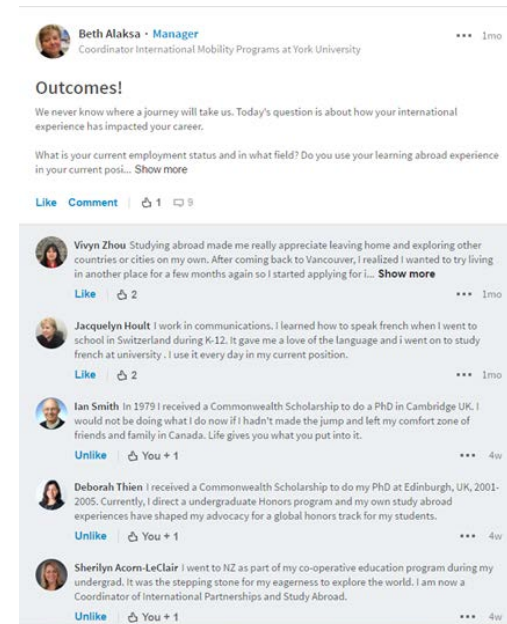 Beth Alaksa · Manager
••• 1mo
Coordinator International Mobility Programs at York University
Outcomes!
We never know where a journey will take us. Today's question is about how your international
experience has impacted your career.
What is your current employment status and in what field? Do you use your learning abroad experience
in your current posi... Show more
Like Comment 1 9
Vivyn Zhou Studying abroad made me really appreciate leaving home and exploring other
countries or cities on my own. After coming back to Vancouver, I realized I wanted to try living
in another place for a few months again so I started applying for i... Show more
Like 2 ••• 1mo
Jacquelyn Hoult I work in communications. I learned how to speak french when I went to
school in Switzerland during K-12. It gave me a love of the language and i went on to study
french at university . I use it every day in my current position.
Like 2 ••• 1mo
Ian Smith In 1979 I received a Commonwealth Scholarship to do a PhD in Cambridge UK. I
would not be doing what I do now if I hadn't made the jump and left my comfort zone of
friends and family in Canada. Life gives you what you put into it.
Unlike You + 1 ••• 4w
Deborah Thien I received a Commonwealth Scholarship to do my PhD at Edinburgh, UK, 2001-
2005. Currently, I direct a undergraduate Honors program and my own study abroad
experiences have shaped my advocacy for a global honors track for my students.
Unlike You + 1 ••• 4w
Sherilyn Acorn-LeClair I went to NZ as part of my co-operative education program during my
undergrad. It was the stepping stone for my eagerness to explore the world. I am now a
Coordinator of International Partnerships and Study Abroad.
Unlike You + 1 ••• 4w